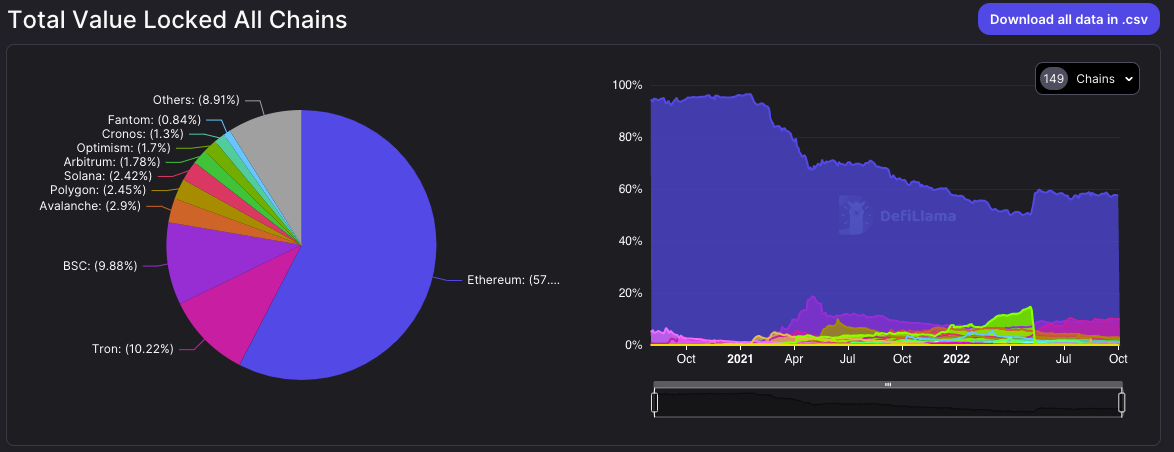 Total Value Locked All Chains
Download all data in .csv
Others: (8.91%)
Fantom: (0.84%)
Cronos: (1.3%)
Optimism: (1.7%)
Arbitrum: (1.78%)
Solana: (2.42%)
Polygon: (2.45%)
Avalanche: (2.9%)
BSC: (9.88%)
Tron: (10.22%)
Ethereum: (57....
149 Chains
100%
80%
60%
40%
20%
0%
DefiLlama
Oct 2021 Apr Jul Oct 2022 Apr Jul Oct